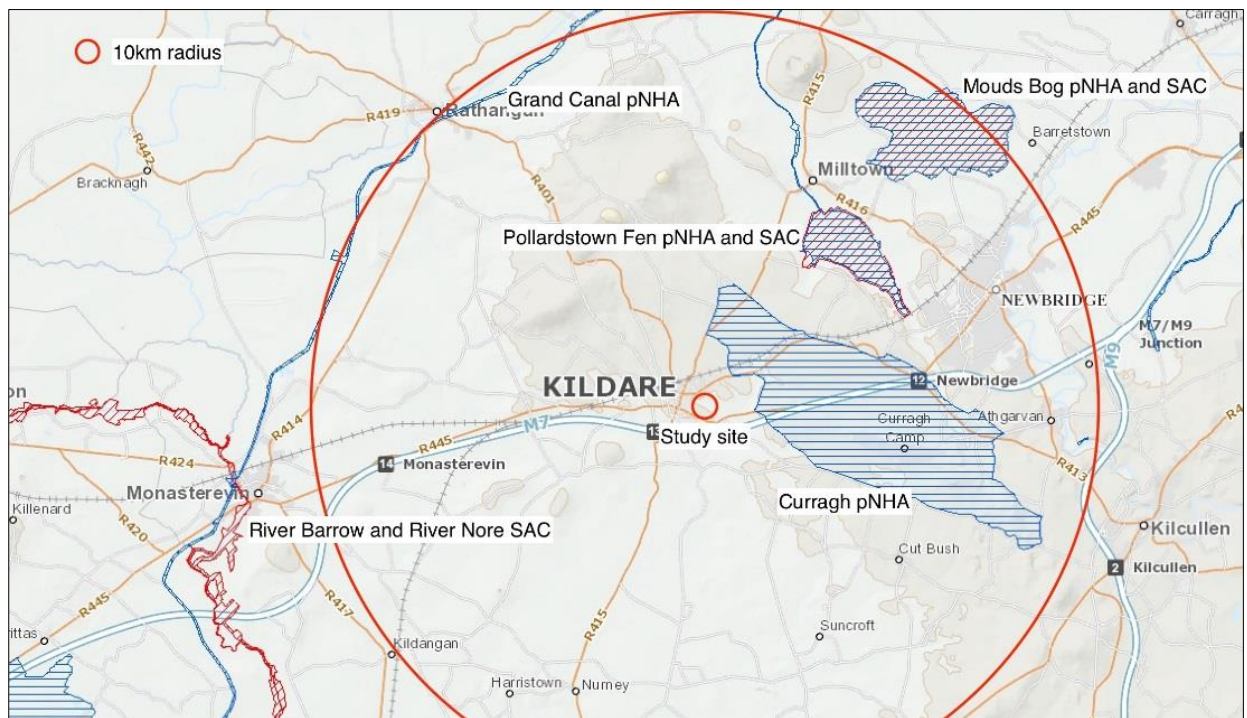 10km radius
Carragh
R415
Mouds Bog pNHA and SAC
Grand Canal pNHA
R419
Rathangan
Barretstown
R442
Bracknagh
Milltown
R401
R416
R445
Pollardstown Fen pNHA and SAC
NEWBRIDGE
M7/M9
Junction
M9
KILDARE
12
Newbridge
on
R414
Study site
Curragh
Camp
Athgarvan
R445
M7
13
R424
14
Monasterevin
R413
Monasterevin
Curragh pNHA
Killenard
R420
River Barrow and River Nore SAC
Kilcullen
Cut Bush
2
Kilcullen
R445
R417
R415
Suncroft
rittas
Kildangan
Harristown
Nurney